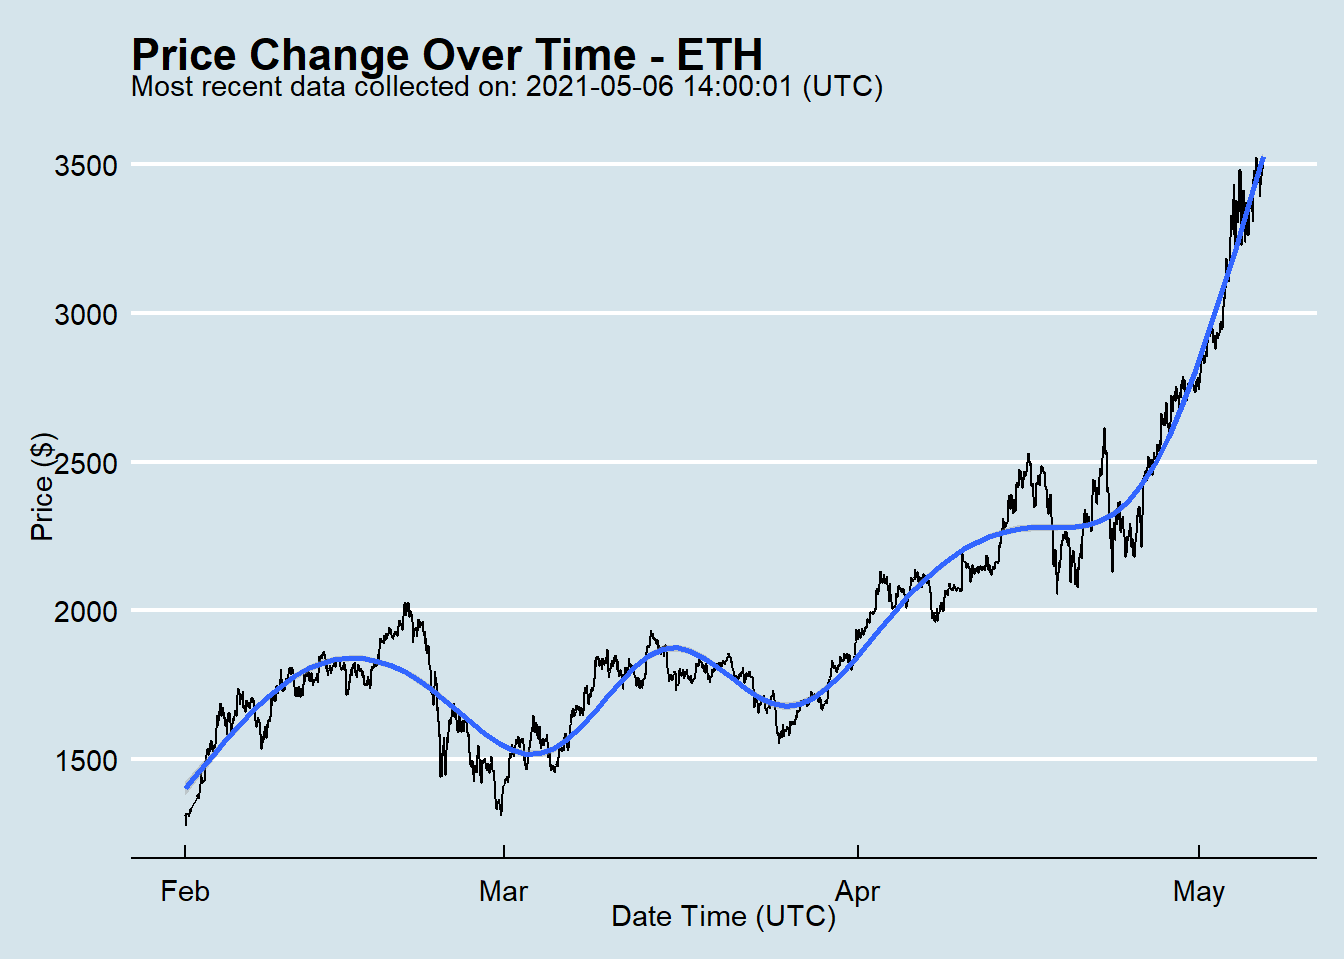 Price Change Over Time - ETH
Most recent data collected on: 2021-05-06 14:00:01 (UTC)
3500
3000
2500
2000
1500
Price ($)
Feb
Mar
Apr
May
Date Time (UTC)